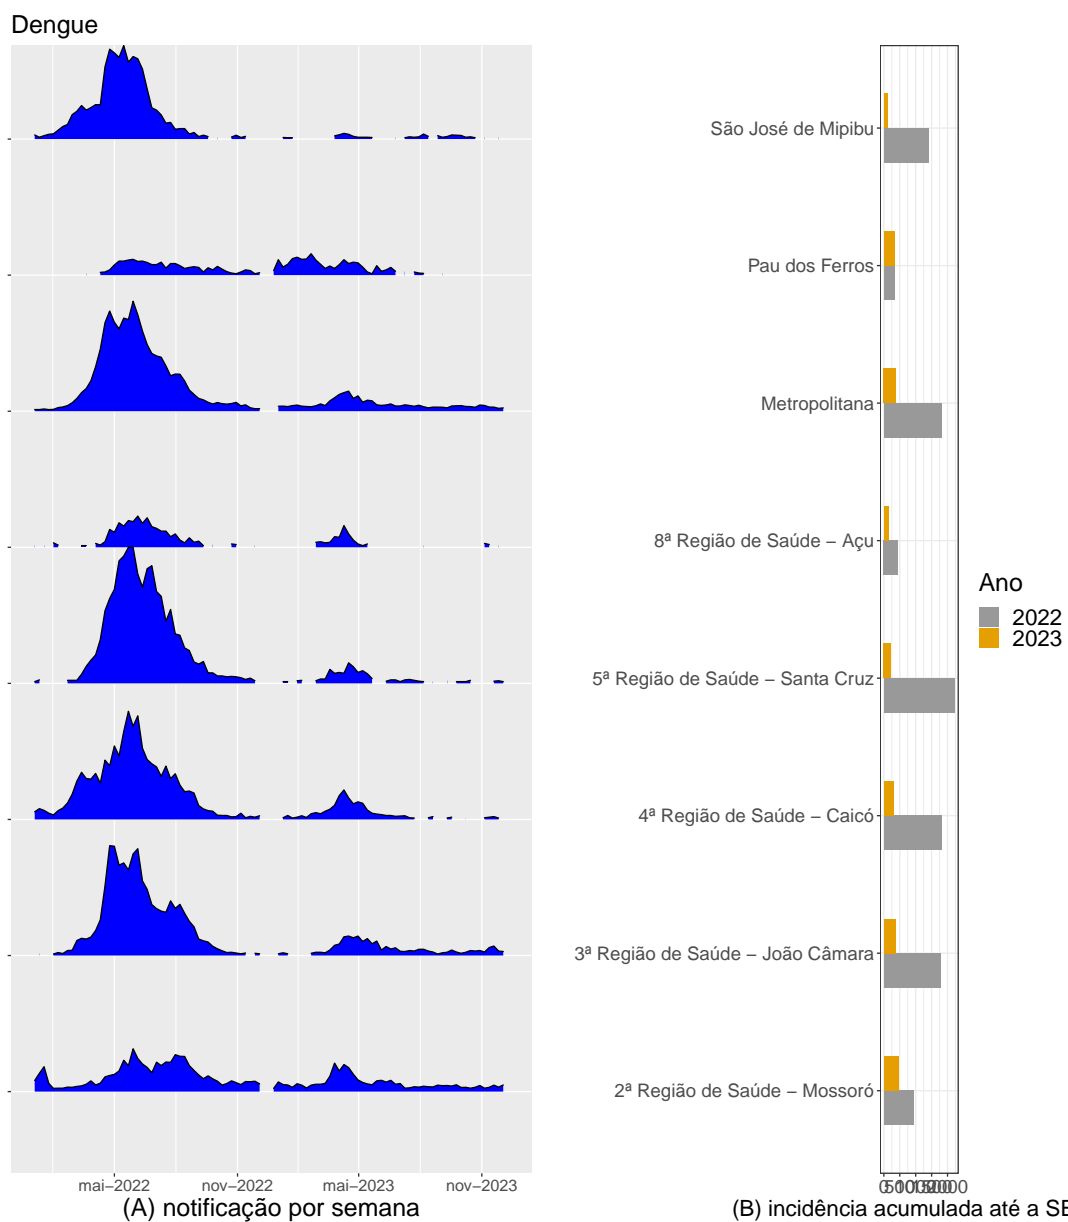 Dengue
São José de Mipibu
Pau dos Ferros
Metropolitana
8ª Região de Saúde – Açu
5ª Região de Saúde – Santa Cruz
4ª Região de Saúde – Caicó
3ª Região de Saúde – João Câmara
2ª Região de Saúde – Mossoró
Ano
2022
2023
mai–2022 nov–2022 mai–2023 nov–2023
(A) notificação por semana
(B) incidência acumulada até a SE